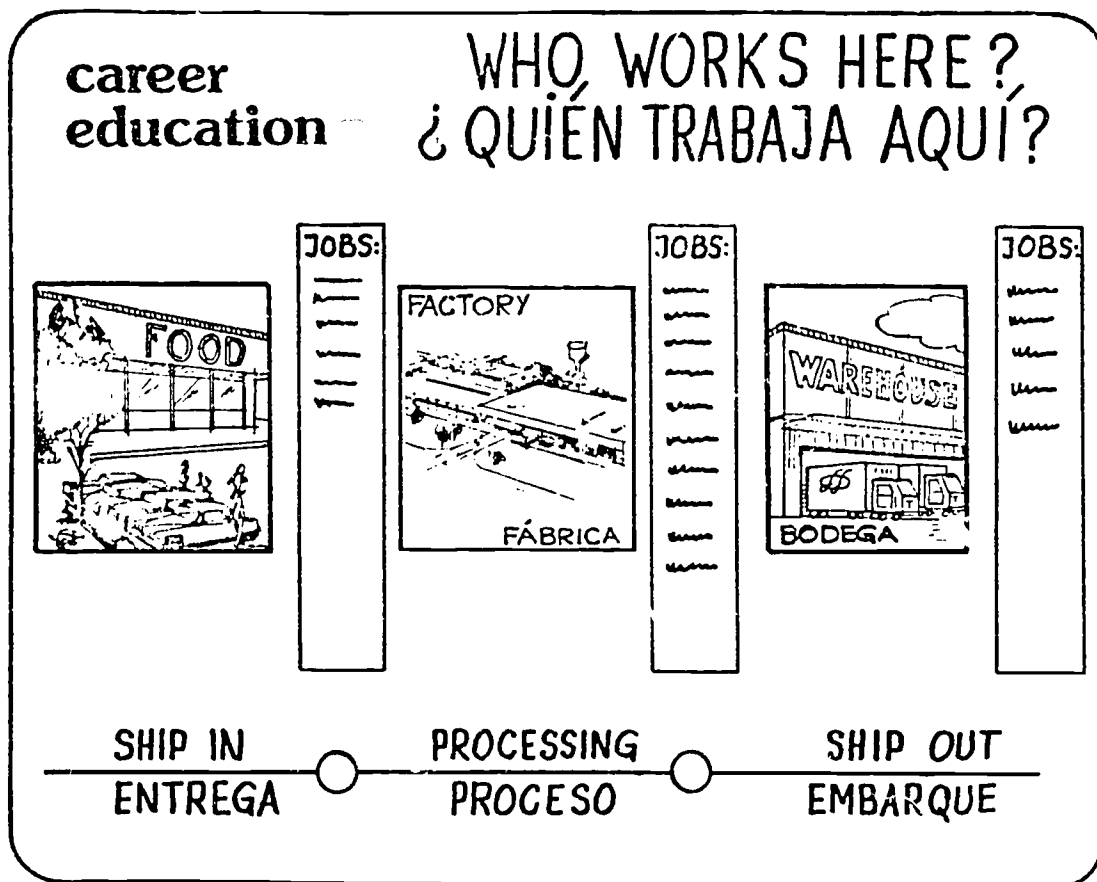 career
education
WHO WORKS HERE?
¿QUIÉN TRABAJA AQUÍ?
JOBS:
FOOD
FACTORY
FÁBRICA
JOBS:
WAREHOUSE
BODEGA
JOBS:
SHIP IN
ENTREGA
PROCESSING
PROCESO
SHIP OUT
EMBARQUE